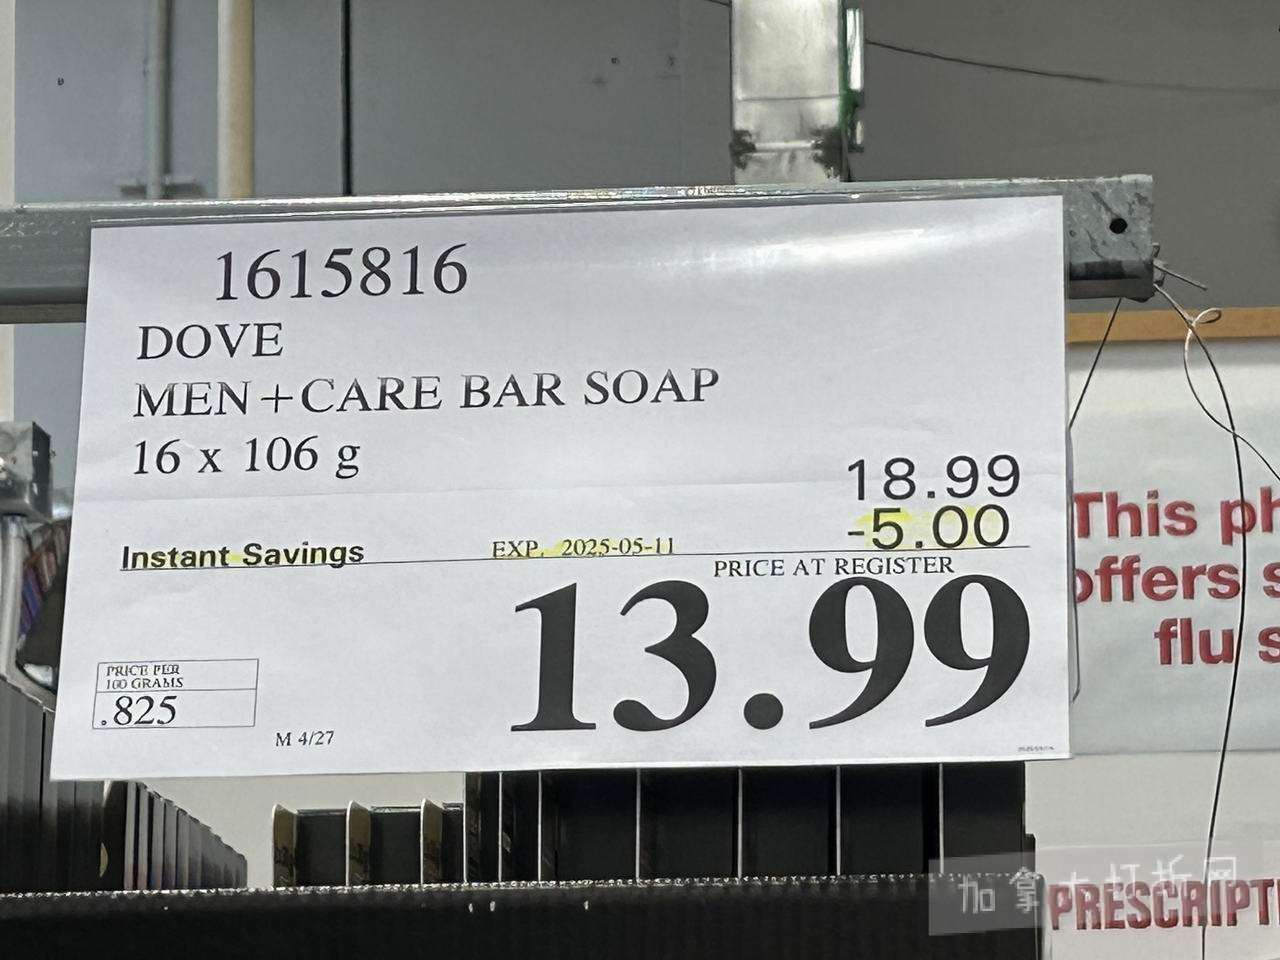 1615816
DOVE
MEN+CARE BAR SOAP
16 x 106 g
18.99
-5.00
Instant Savings EXP. 2025-05-11
PRICE AT REGISTER
13.99
PRICE PER
100 GRAMS
.825
M 4/27
This ph
offers s
flu s
PRESCRIPTI
加拿大打折网